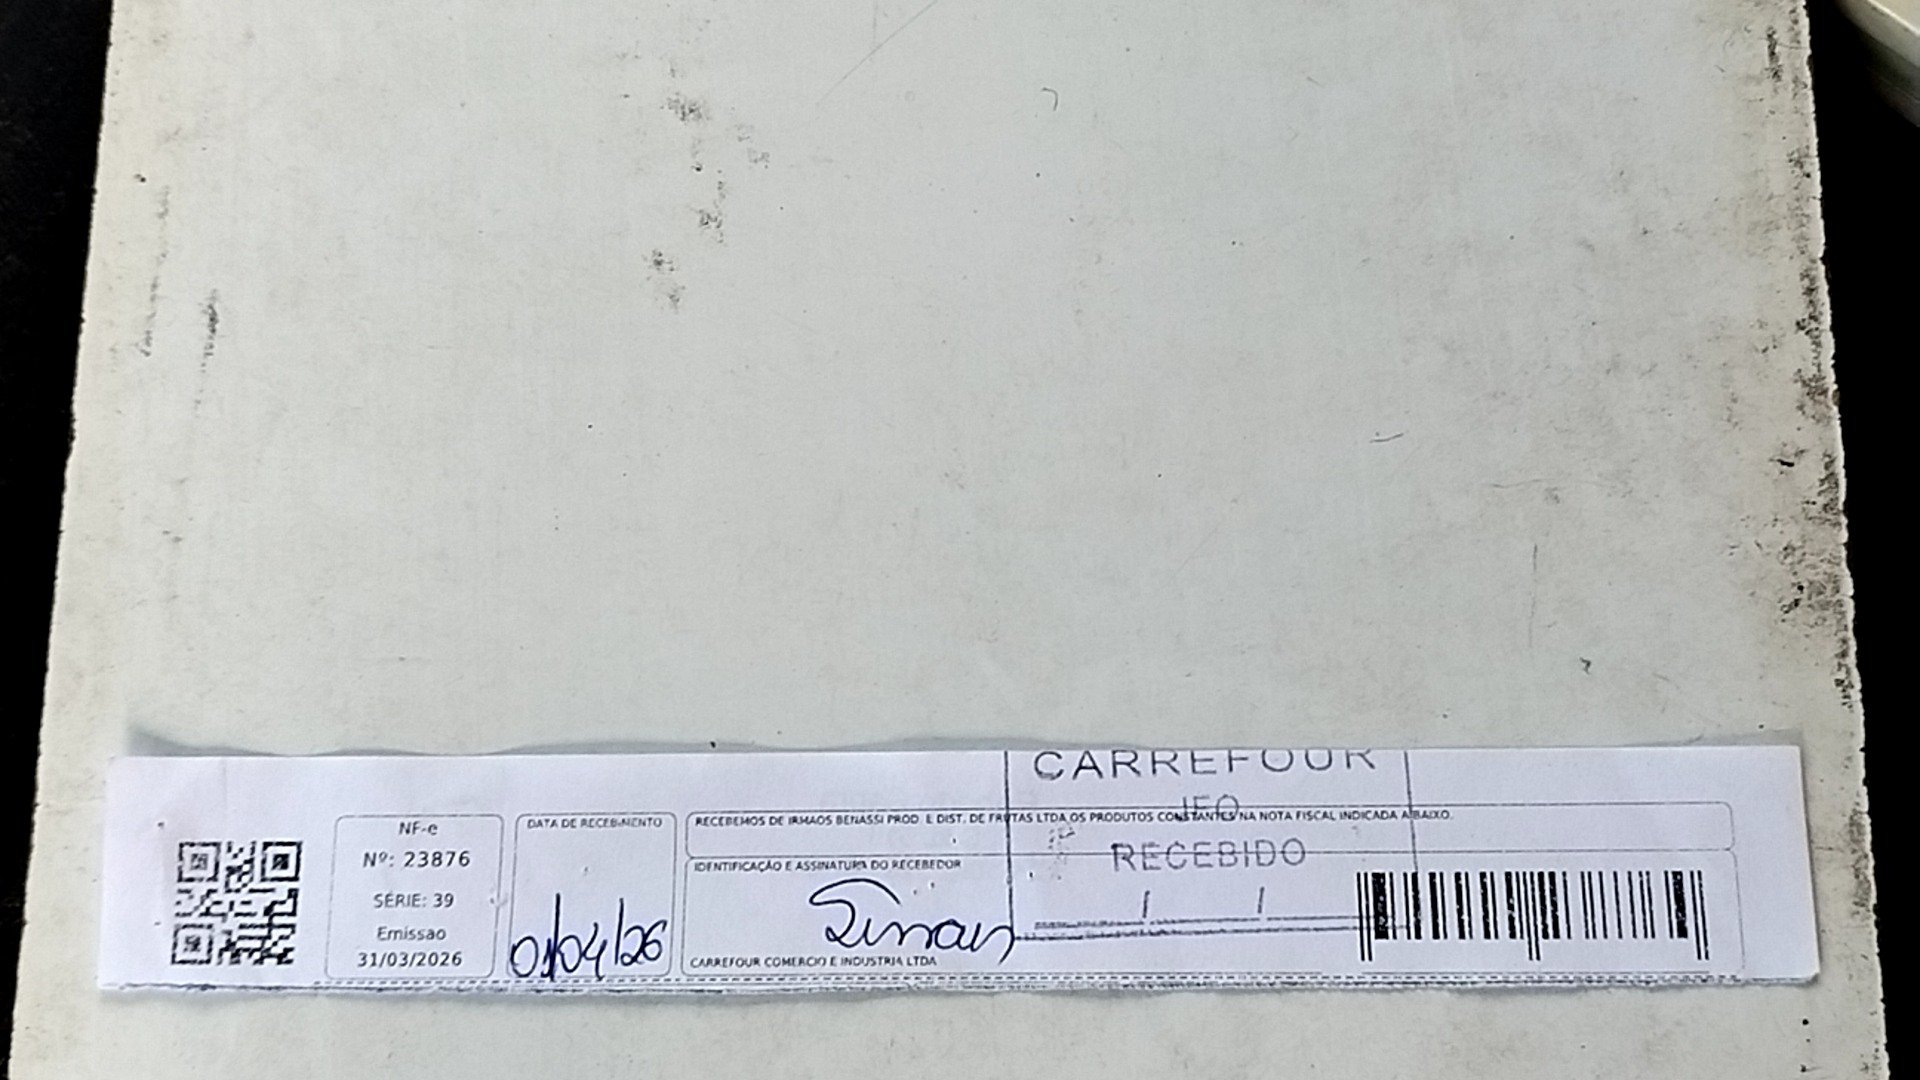 CARREFOUR
JFO
RECEBIDO
/ /
NF-e
Nº: 23876
SÉRIE: 39
Emissao
31/03/2026
DATA DE RECEBIMENTO
01/04/26
RECEBEMOS DE IRMAOS BENASSI PROD. E DIST. DE FRUTAS LTDA OS PRODUTOS CONSTANTES NA NOTA FISCAL INDICADA ABAIXO.
IDENTIFICAÇÃO E ASSINATURA DO RECEBEDOR
CARREFOUR COMERCIO E INDUSTRIA LTDA